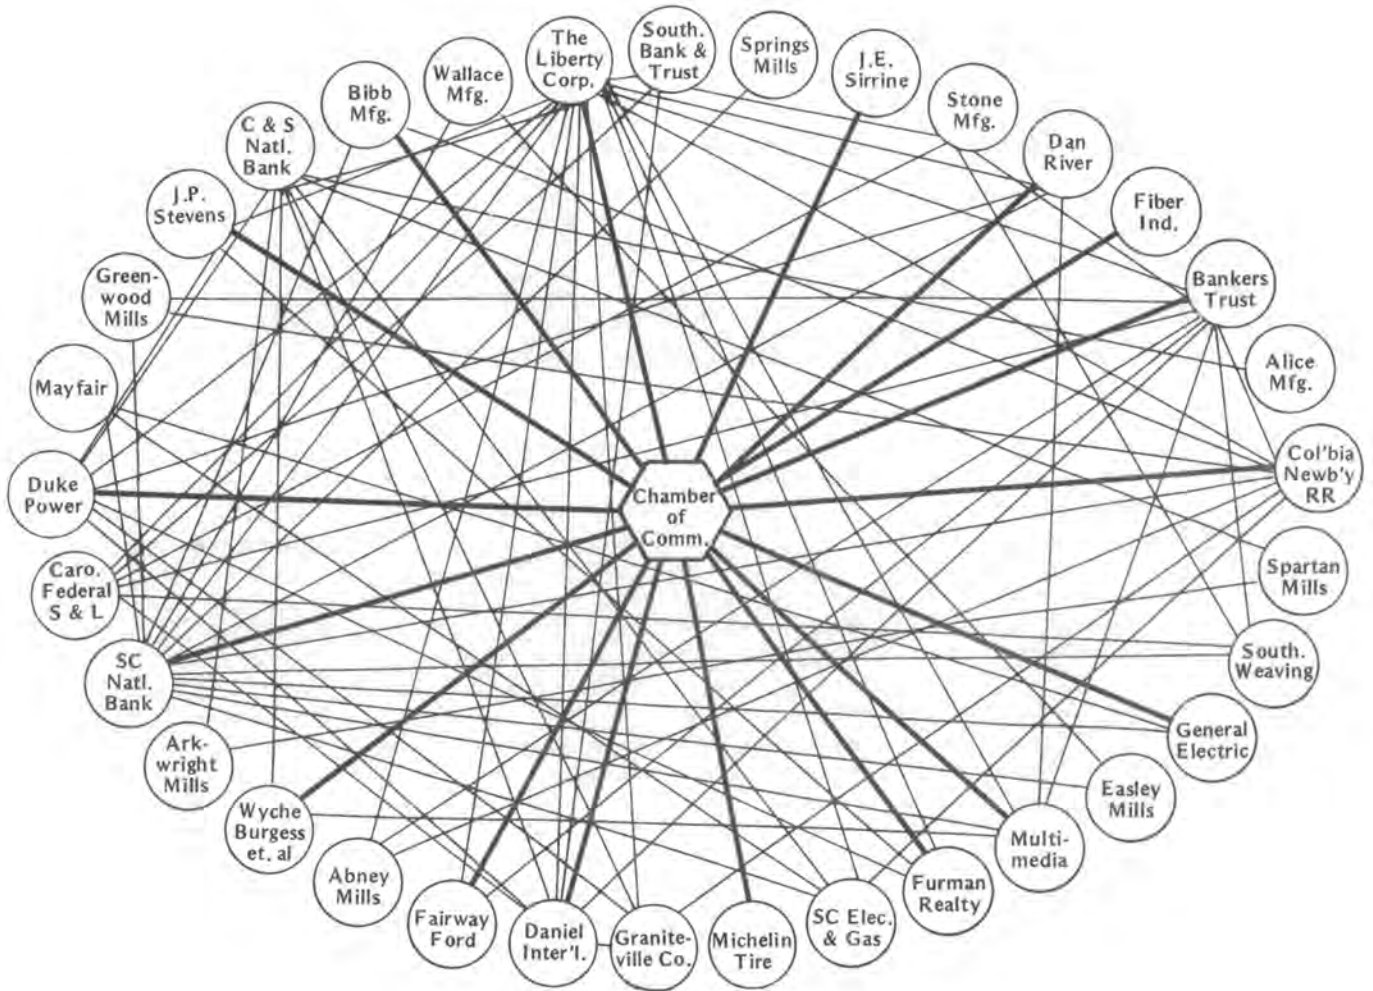 The
Liberty
Corp.
South.
Bank &
Trust
Springs
Mills
J.E.
Sirrine
Stone
Mfg.
Dan
River
Fiber
Ind.
Bankers
Trust
Alice
Mfg.
Col'bia
Newb'y
RR
Spartan
Mills
South.
Weaving
General
Electric
Easley
Mills
Multi-
media
Furman
Realty
SC Elec.
& Gas
Michelin
Tire
Granite-
ville Co.
Daniel
Inter'l.
Fairway
Ford
Abney
Mills
Wyche
Burgess
et. al
Ark-
wright
Mills
SC
Natl.
Bank
Caro.
Federal
S & L
Duke
Power
Mayfair
Green-
wood
Mills
J.P.
Stevens
C & S
Natl.
Bank
Bibb
Mfg.
Wallace
Mfg.
Chamber
of
Comm.